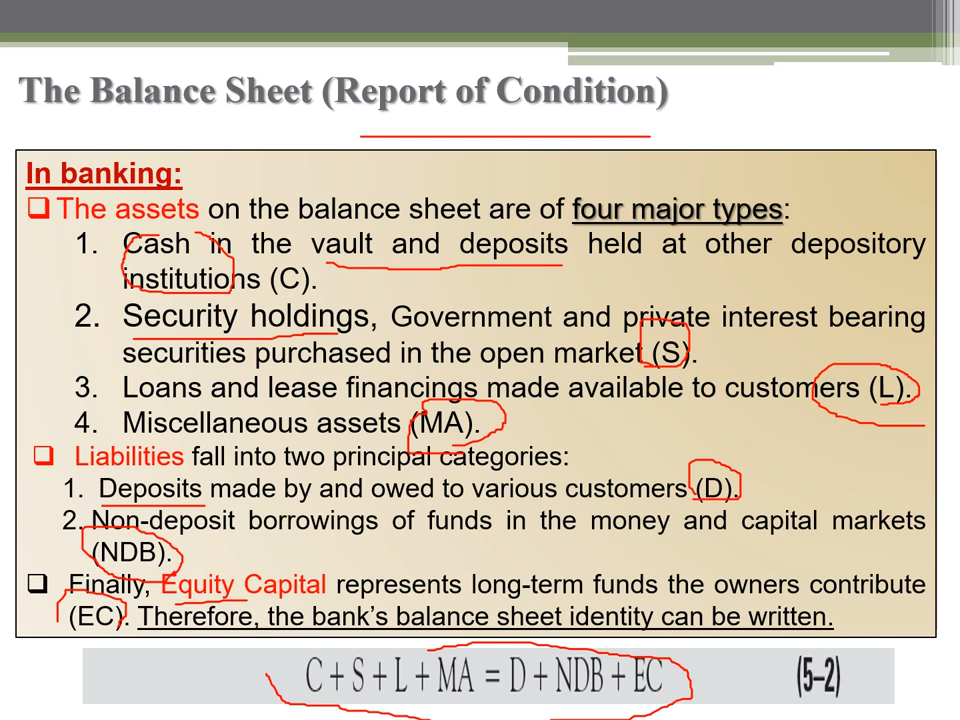 The Balance Sheet (Report of Condition)
In banking:
❑ The assets on the balance sheet are of four major types:
1. Cash in the vault and deposits held at other depository
institutions (C).
2. Security holdings, Government and private interest bearing
securities purchased in the open market (S).
3. Loans and lease financings made available to customers (L).
4. Miscellaneous assets (MA).
❑ Liabilities fall into two principal categories:
1. Deposits made by and owed to various customers (D).
2. Non-deposit borrowings of funds in the money and capital markets
(NDB).
❑ Finally, Equity Capital represents long-term funds the owners contribute
(EC). Therefore, the bank’s balance sheet identity can be written.
C + S + L + MA = D + NDB + EC (5–2)